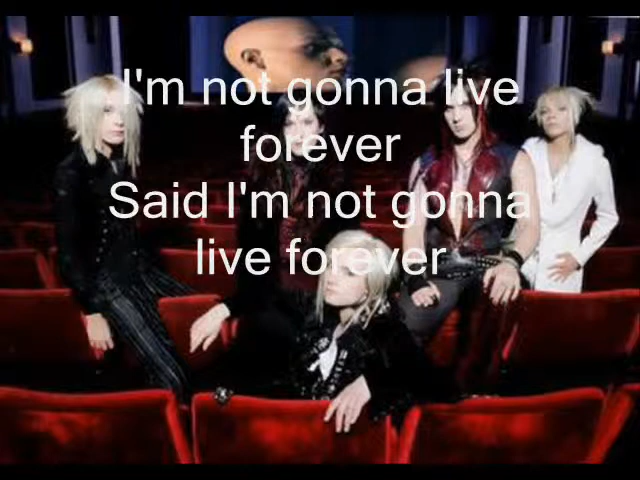 I'm not gonna live
forever
Said I'm not gonna
live forever